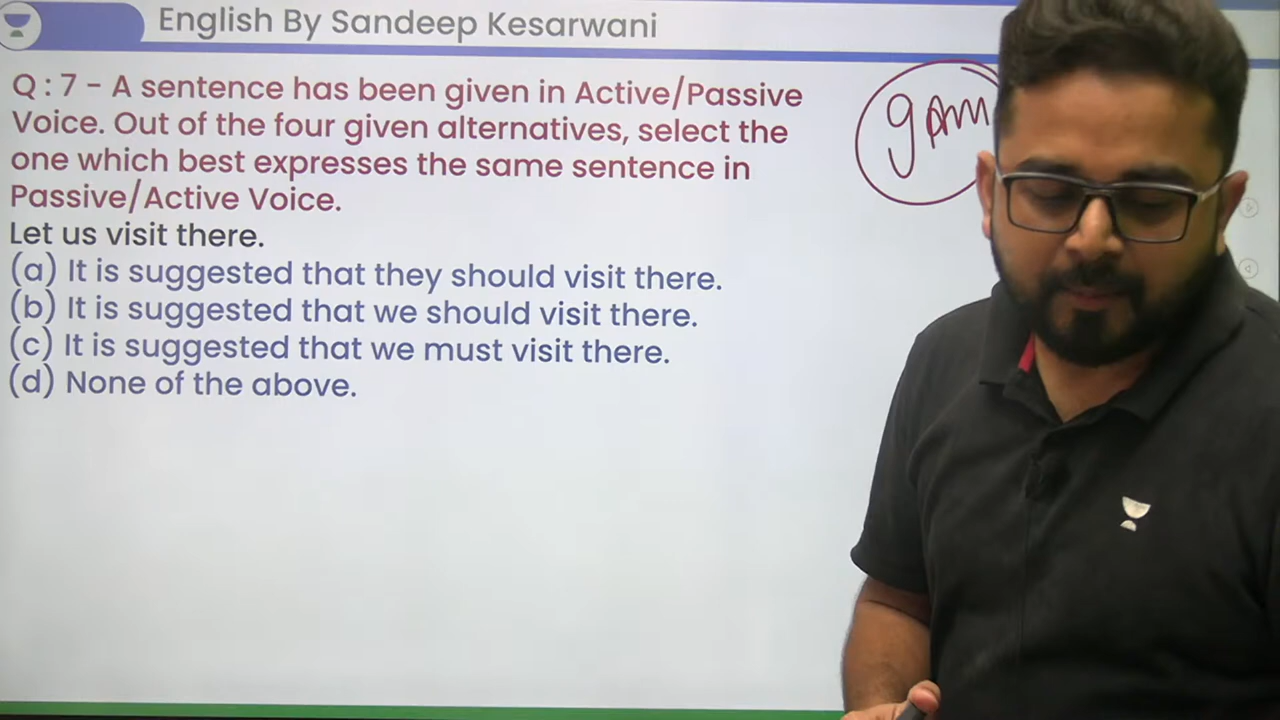 English By Sandeep Kesarwani
Q : 7 - A sentence has been given in Active/Passive
Voice. Out of the four given alternatives, select the
one which best expresses the same sentence in
Passive/Active Voice.
Let us visit there.
(a) It is suggested that they should visit there.
(b) It is suggested that we should visit there.
(c) It is suggested that we must visit there.
(d) None of the above.
9 am